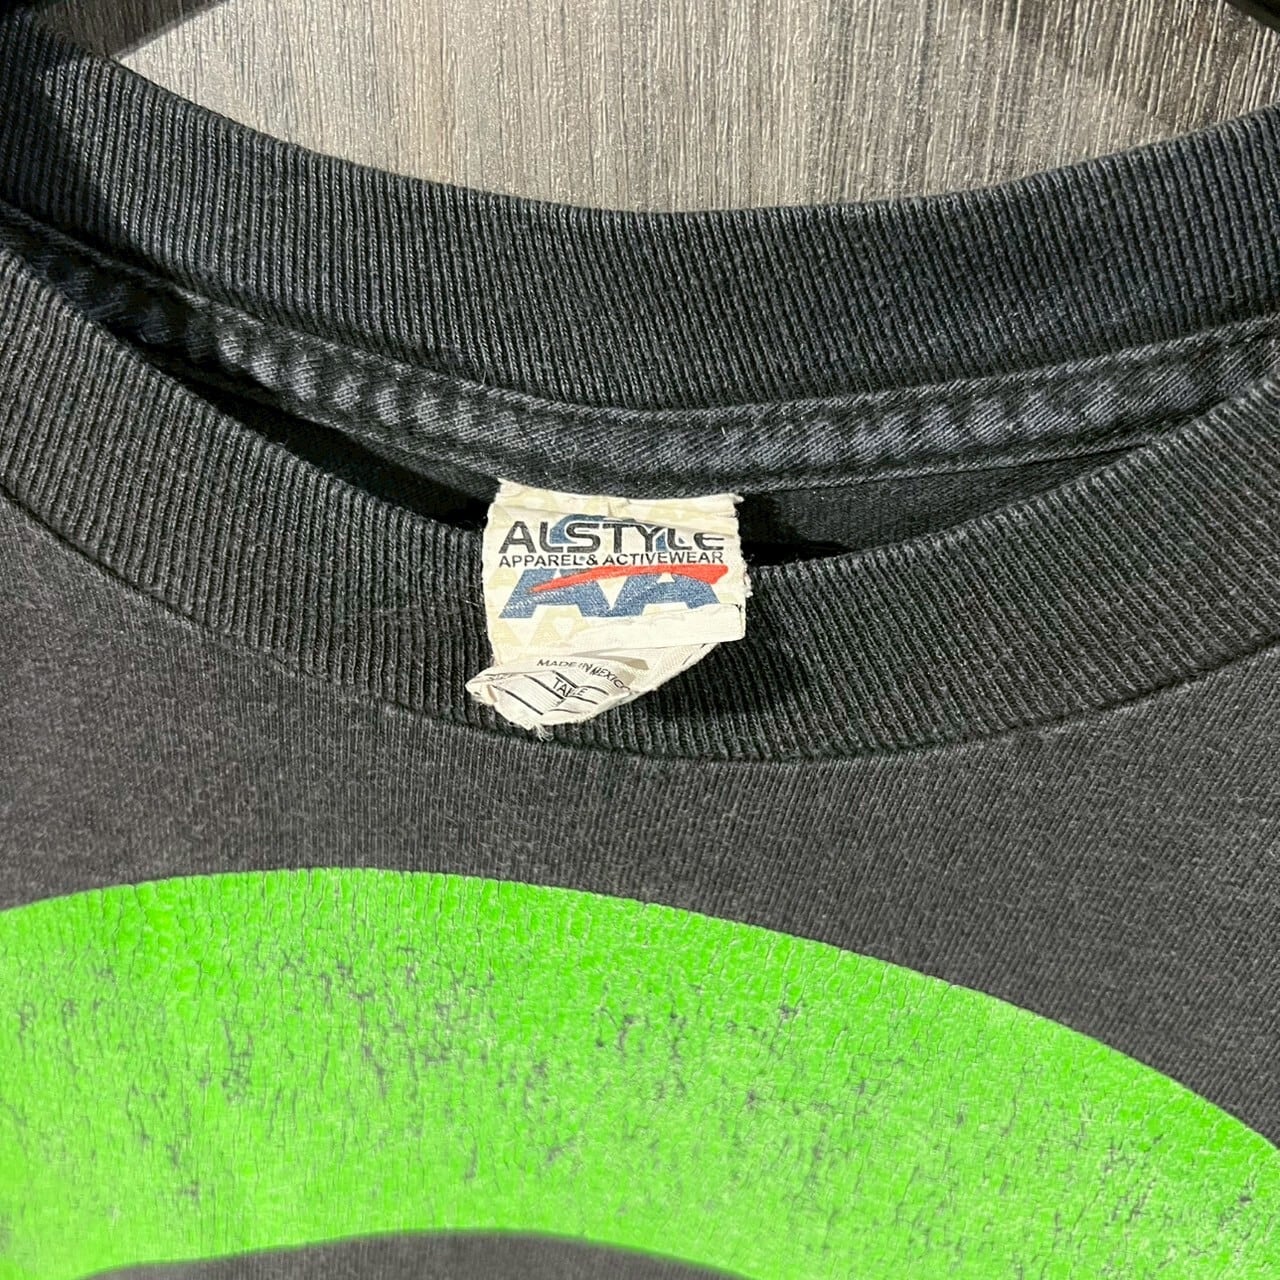 ALSTYLE
APPAREL & ACTIVEWEAR
AA
MADE IN MEXICO